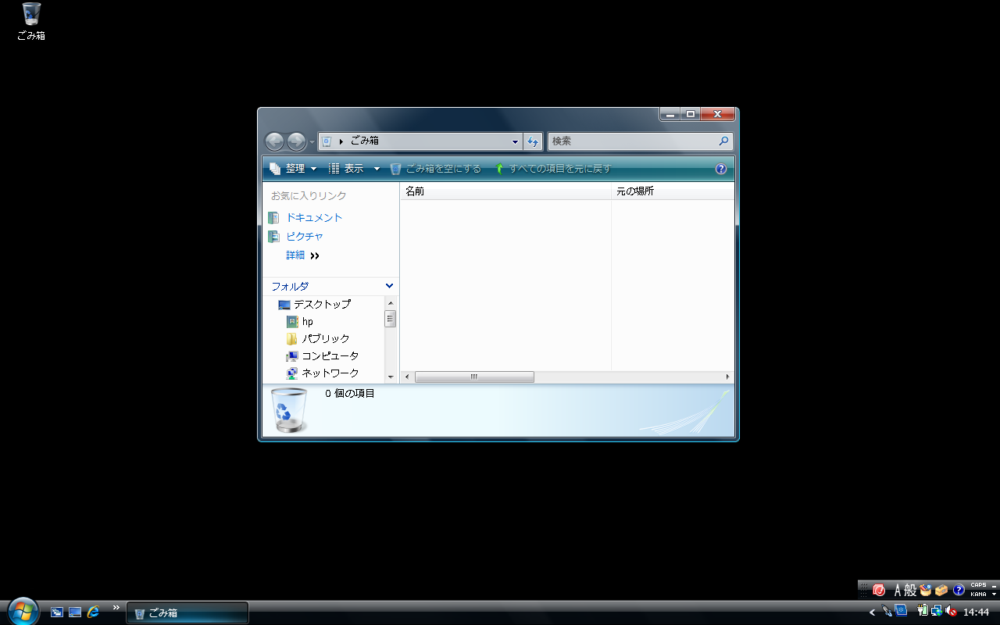 ごみ箱
ごみ箱
検索
整理
表示
ごみ箱を空にする
すべての項目を元に戻す
お気に入りリンク
ドキュメント
ピクチャ
詳細
フォルダ
デスクトップ
hp
パブリック
コンピュータ
ネットワーク
名前
元の場所
0 個の項目
A 般
CAPS
KANA
ごみ箱
14:44